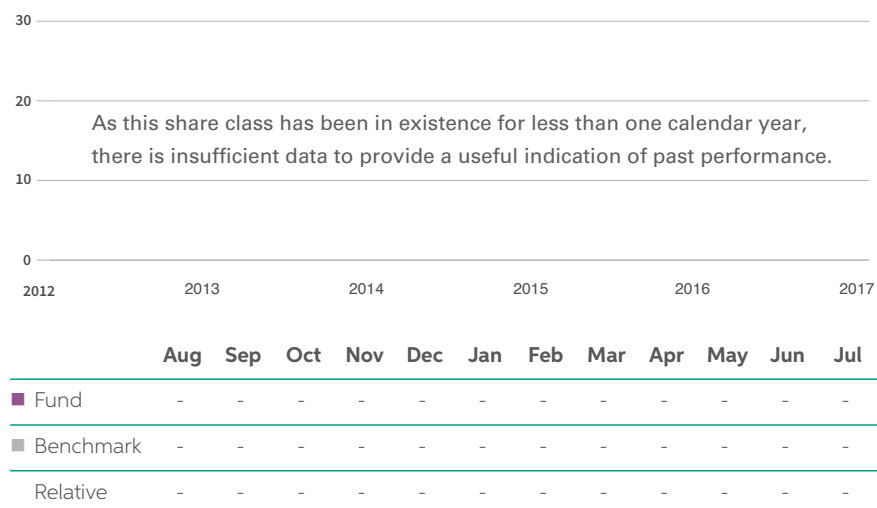 30
20
As this share class has been in existence for less than one calendar year,
there is insufficient data to provide a useful indication of past performance.
10
0
2012 2013 2014 2015 2016 2017
Aug Sep Oct Nov Dec Jan Feb Mar Apr May Jun Jul
Fund - - - - - - - - - - - -
Benchmark - - - - - - - - - - - -
Relative - - - - - - - - - - - -